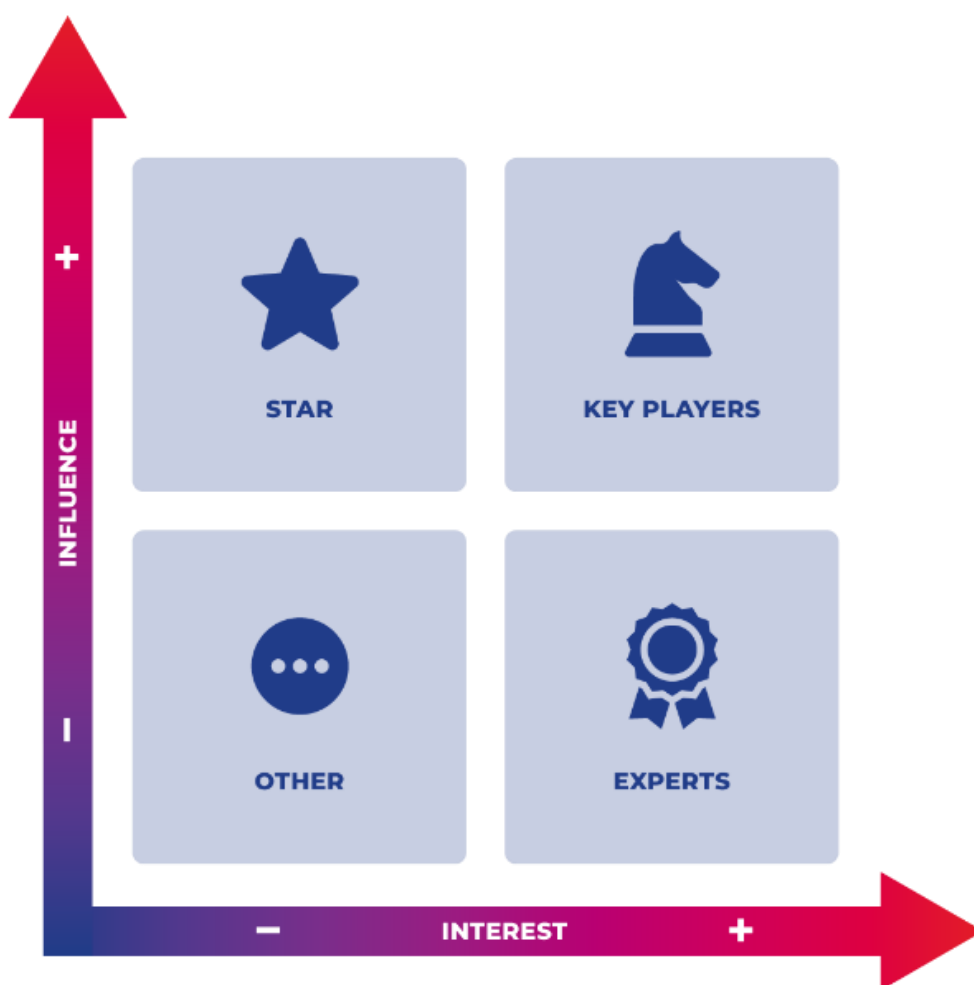 +
STAR
KEY PLAYERS
INFLUENCE
OTHER
EXPERTS
–
– INTEREST +